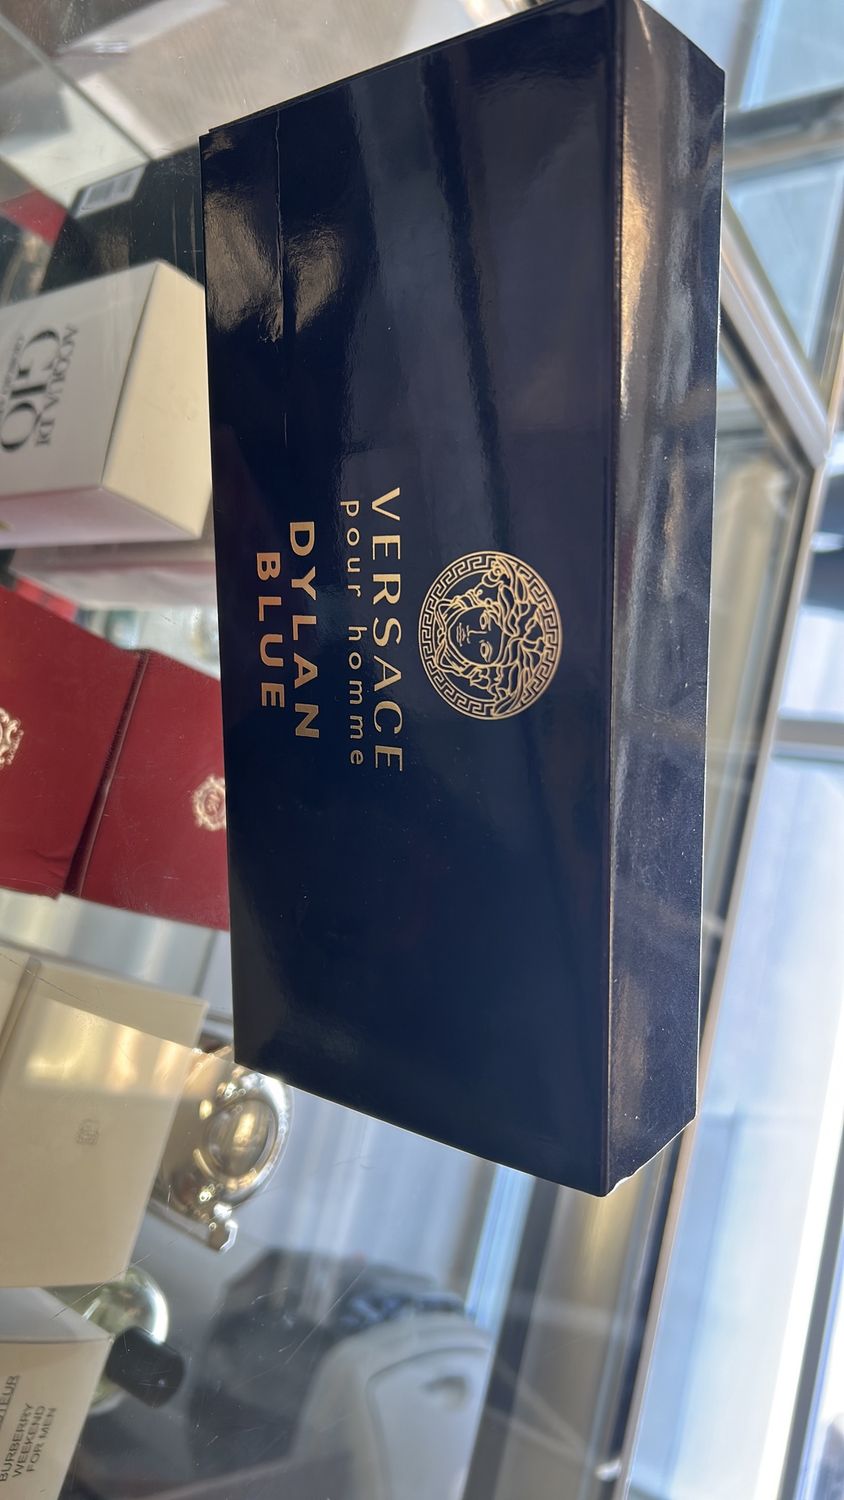 VERSACE
pour homme
DYLAN
BLUE
ACQUA DI
GIO
BURBERRY
WEEKEND
FOR MEN